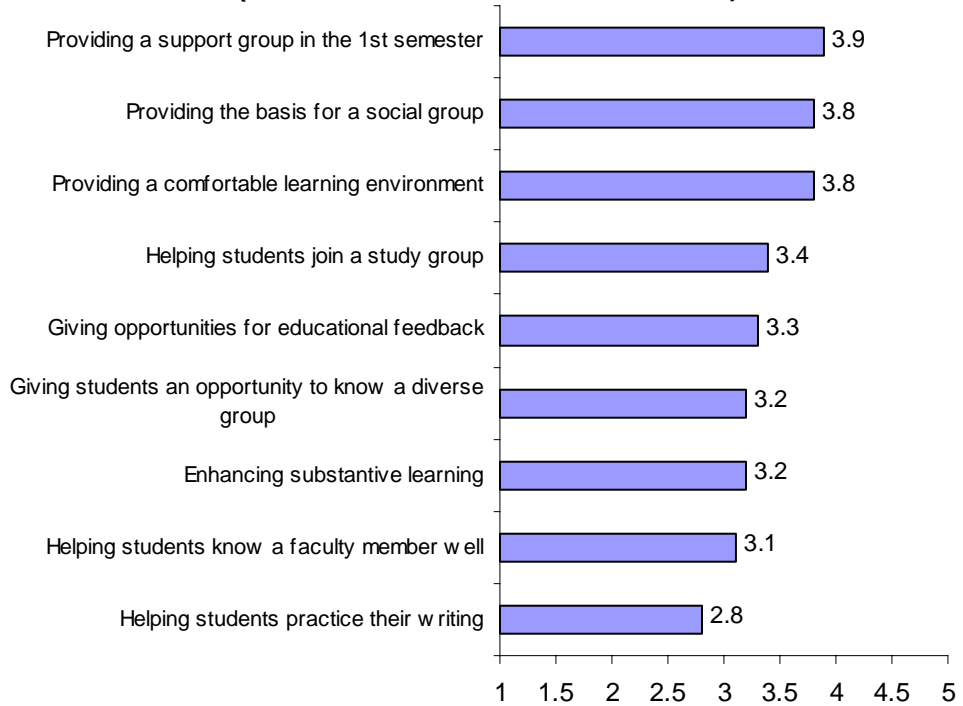 Providing a support group in the 1st semester 3.9
Providing the basis for a social group 3.8
Providing a comfortable learning environment 3.8
Helping students join a study group 3.4
Giving opportunities for educational feedback 3.3
Giving students an opportunity to know a diverse
group 3.2
Enhancing substantive learning 3.2
Helping students know a faculty member well 3.1
Helping students practice their writing 2.8
1 1.5 2 2.5 3 3.5 4 4.5 5